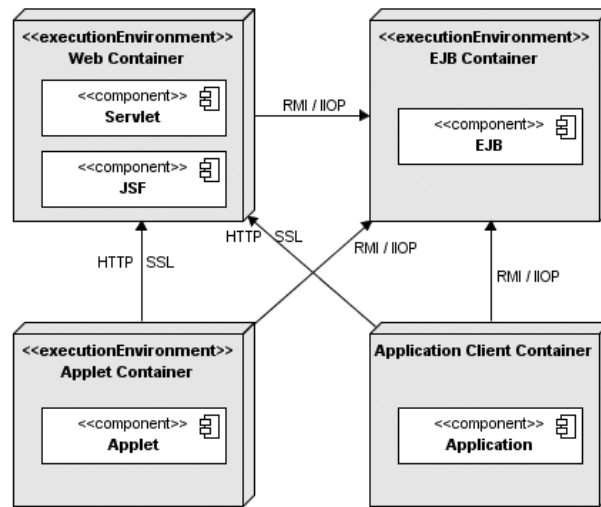 <<executionEnvironment>>
Web Container
<<component>>
Servlet
<<component>>
JSF
RMI / IIOP
<<executionEnvironment>>
EJB Container
<<component>>
EJB
HTTP SSL
HTTP SSL
RMI / IIOP
RMI / IIOP
<<executionEnvironment>>
Applet Container
<<component>>
Applet
Application Client Container
<<component>>
Application